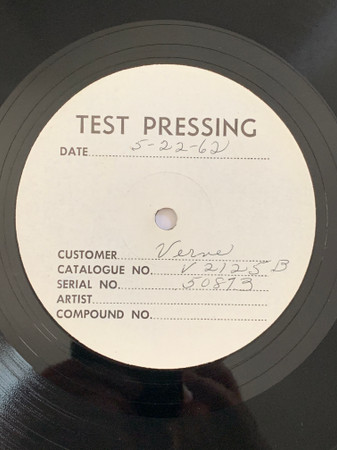 TEST PRESSING
DATE 5-22-62
CUSTOMER Verve
CATALOGUE NO. V 2125 B
SERIAL NO. 50873
ARTIST
COMPOUND NO.